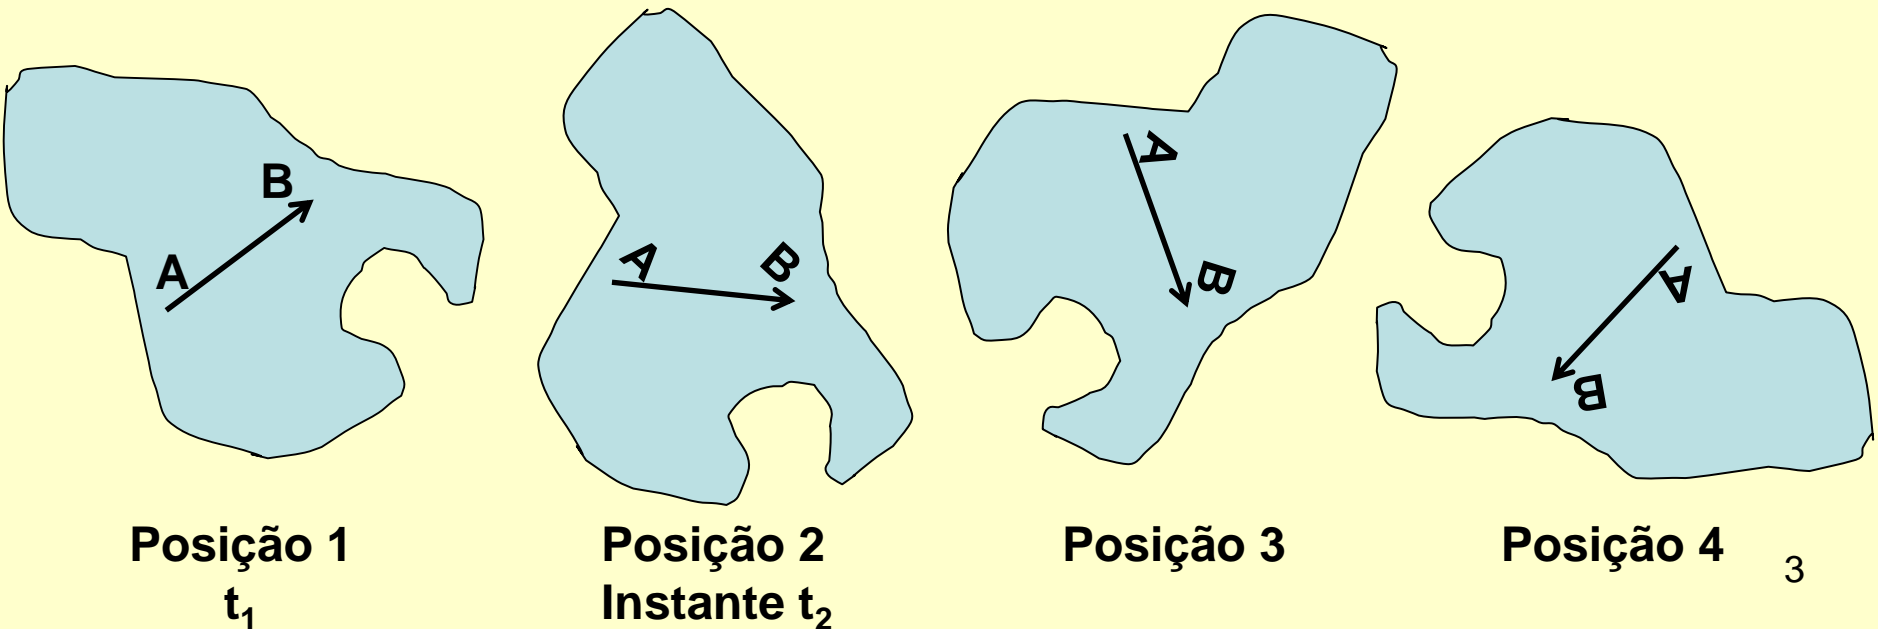 B
A
A
B
A
B
A
B
Posição 1
t₁
Posição 2
Instante t₂
Posição 3
Posição 4
3